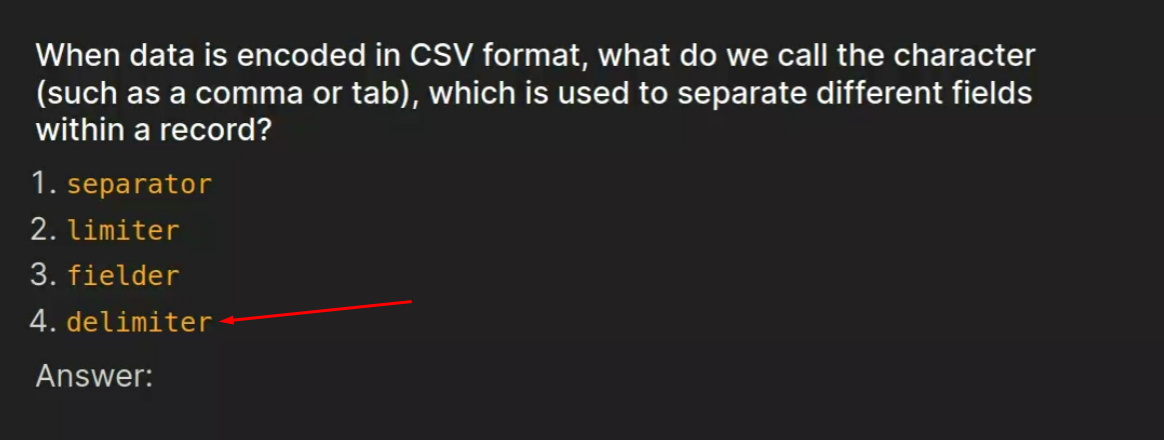 When data is encoded in CSV format, what do we call the character
(such as a comma or tab), which is used to separate different fields
within a record?
1. separator
2. limiter
3. fielder
4. delimiter
Answer: